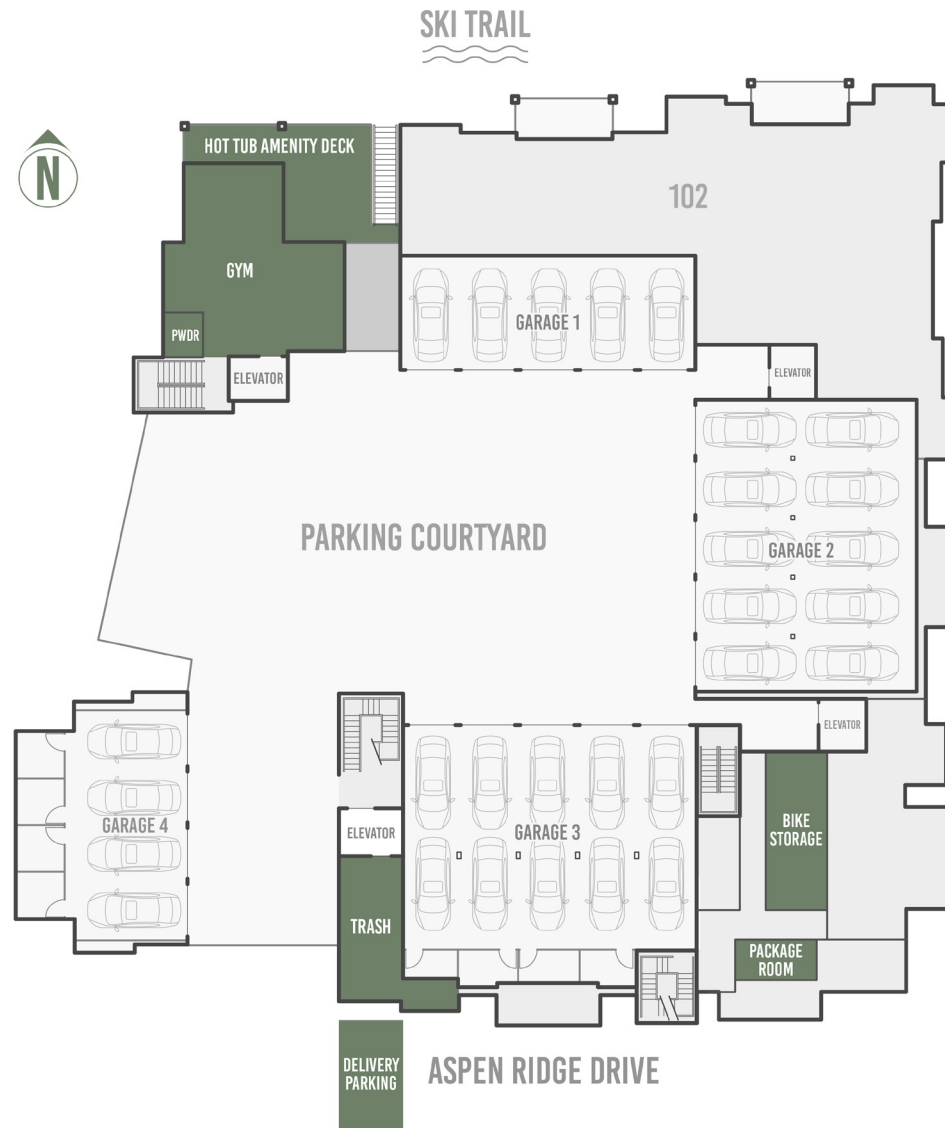 SKI TRAIL
N
HOT TUB AMENITY DECK
102
GYM
GARAGE 1
PWDR
ELEVATOR
ELEVATOR
PARKING COURTYARD
GARAGE 2
ELEVATOR
GARAGE 4
ELEVATOR
GARAGE 3
BIKE
STORAGE
TRASH
PACKAGE
ROOM
DELIVERY
PARKING
ASPEN RIDGE DRIVE